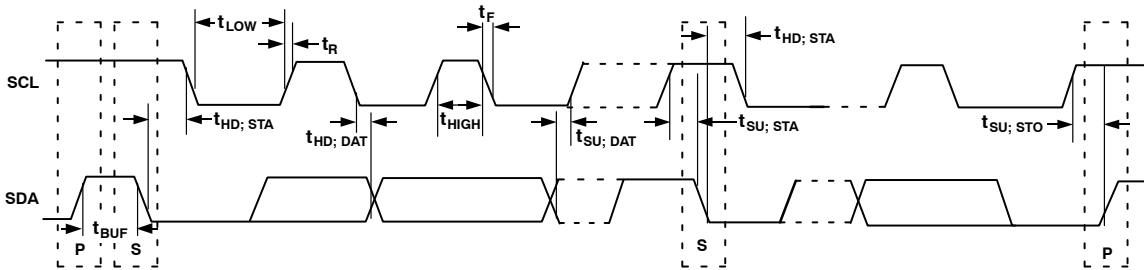 tLOW
tR
tF
tHD; STA
SCL
tHD; STA
tHD; DAT
tHIGH
tSU; DAT
tSU; STA
tSU; STO
SDA
tBUF
P
S
S
P